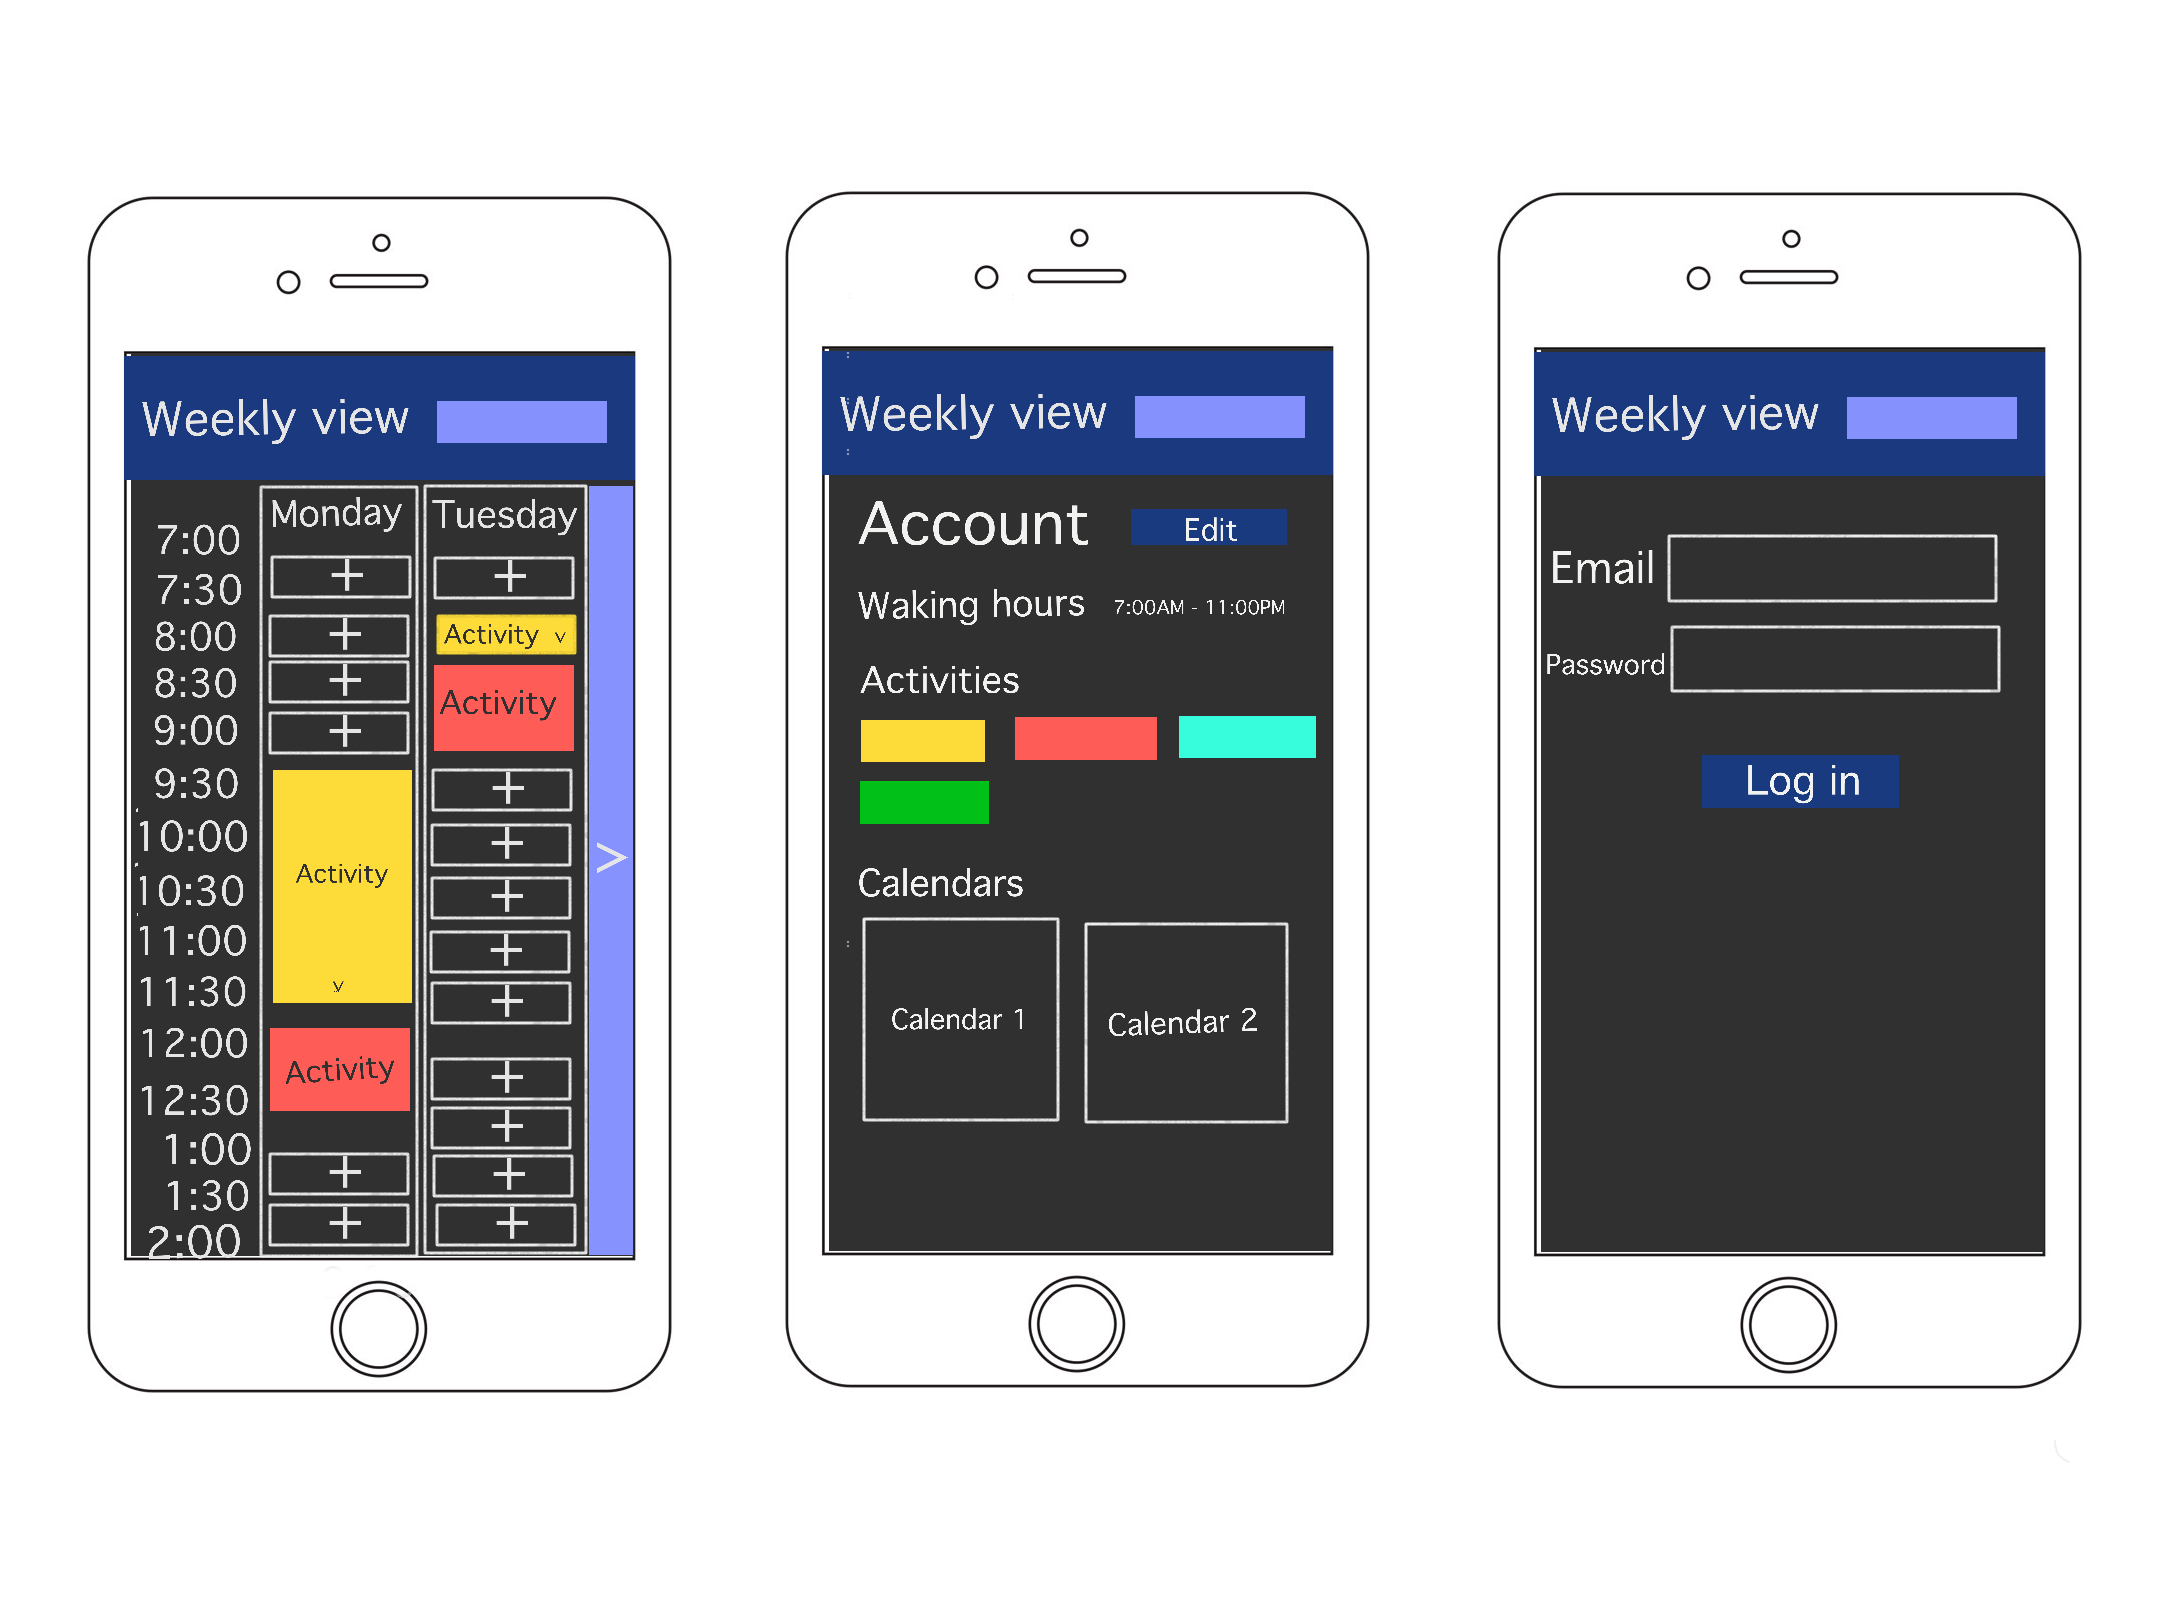 Weekly view
Monday
Tuesday
7:00
+
+
7:30
8:00
+
Activity v
8:30
+
Activity
9:00
+
9:30
+
10:00
+
Activity
10:30
+
11:00
+
11:30
v
+
12:00
Activity
+
12:30
+
1:00
+
+
1:30
+
+
2:00
>
Weekly view
Account
Edit
Waking hours 7:00AM - 11:00PM
Activities
Calendars
Calendar 1
Calendar 2
Weekly view
Email
Password
Log in